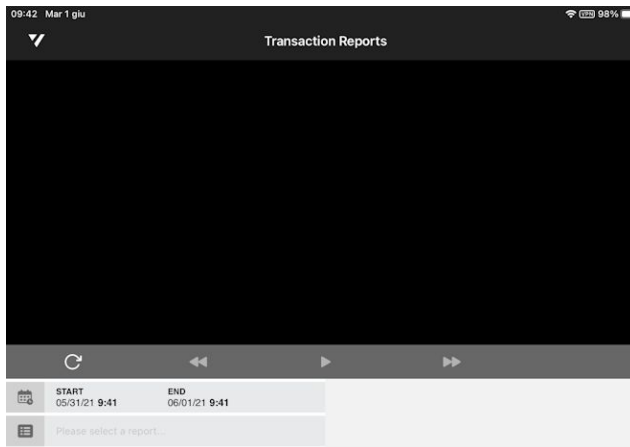 09:42 Mar 1 giu VPN 98%
Transaction Reports
START END
05/31/21 9:41 06/01/21 9:41
Please select a report...